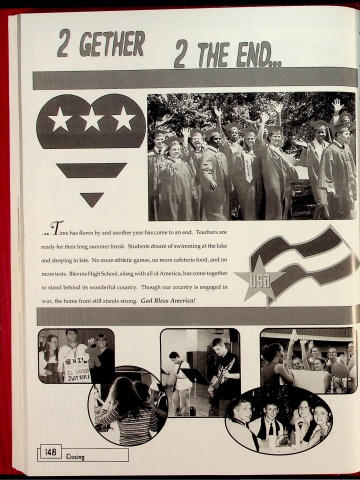 2 GETHER 2 THE END...
... Time has flown by and another year has come to an end. Teachers are
ready for their long summer break. Students dream of swimming at the lake
and sleeping in late. No more athletic games, no more cafeteria food, and no
more tests. Blevins High School, along with all of America, has come together
to stand behind its wonderful country. Though our country is engaged in
war, the home front still stands strong. God Bless America!
usa
148 Closing